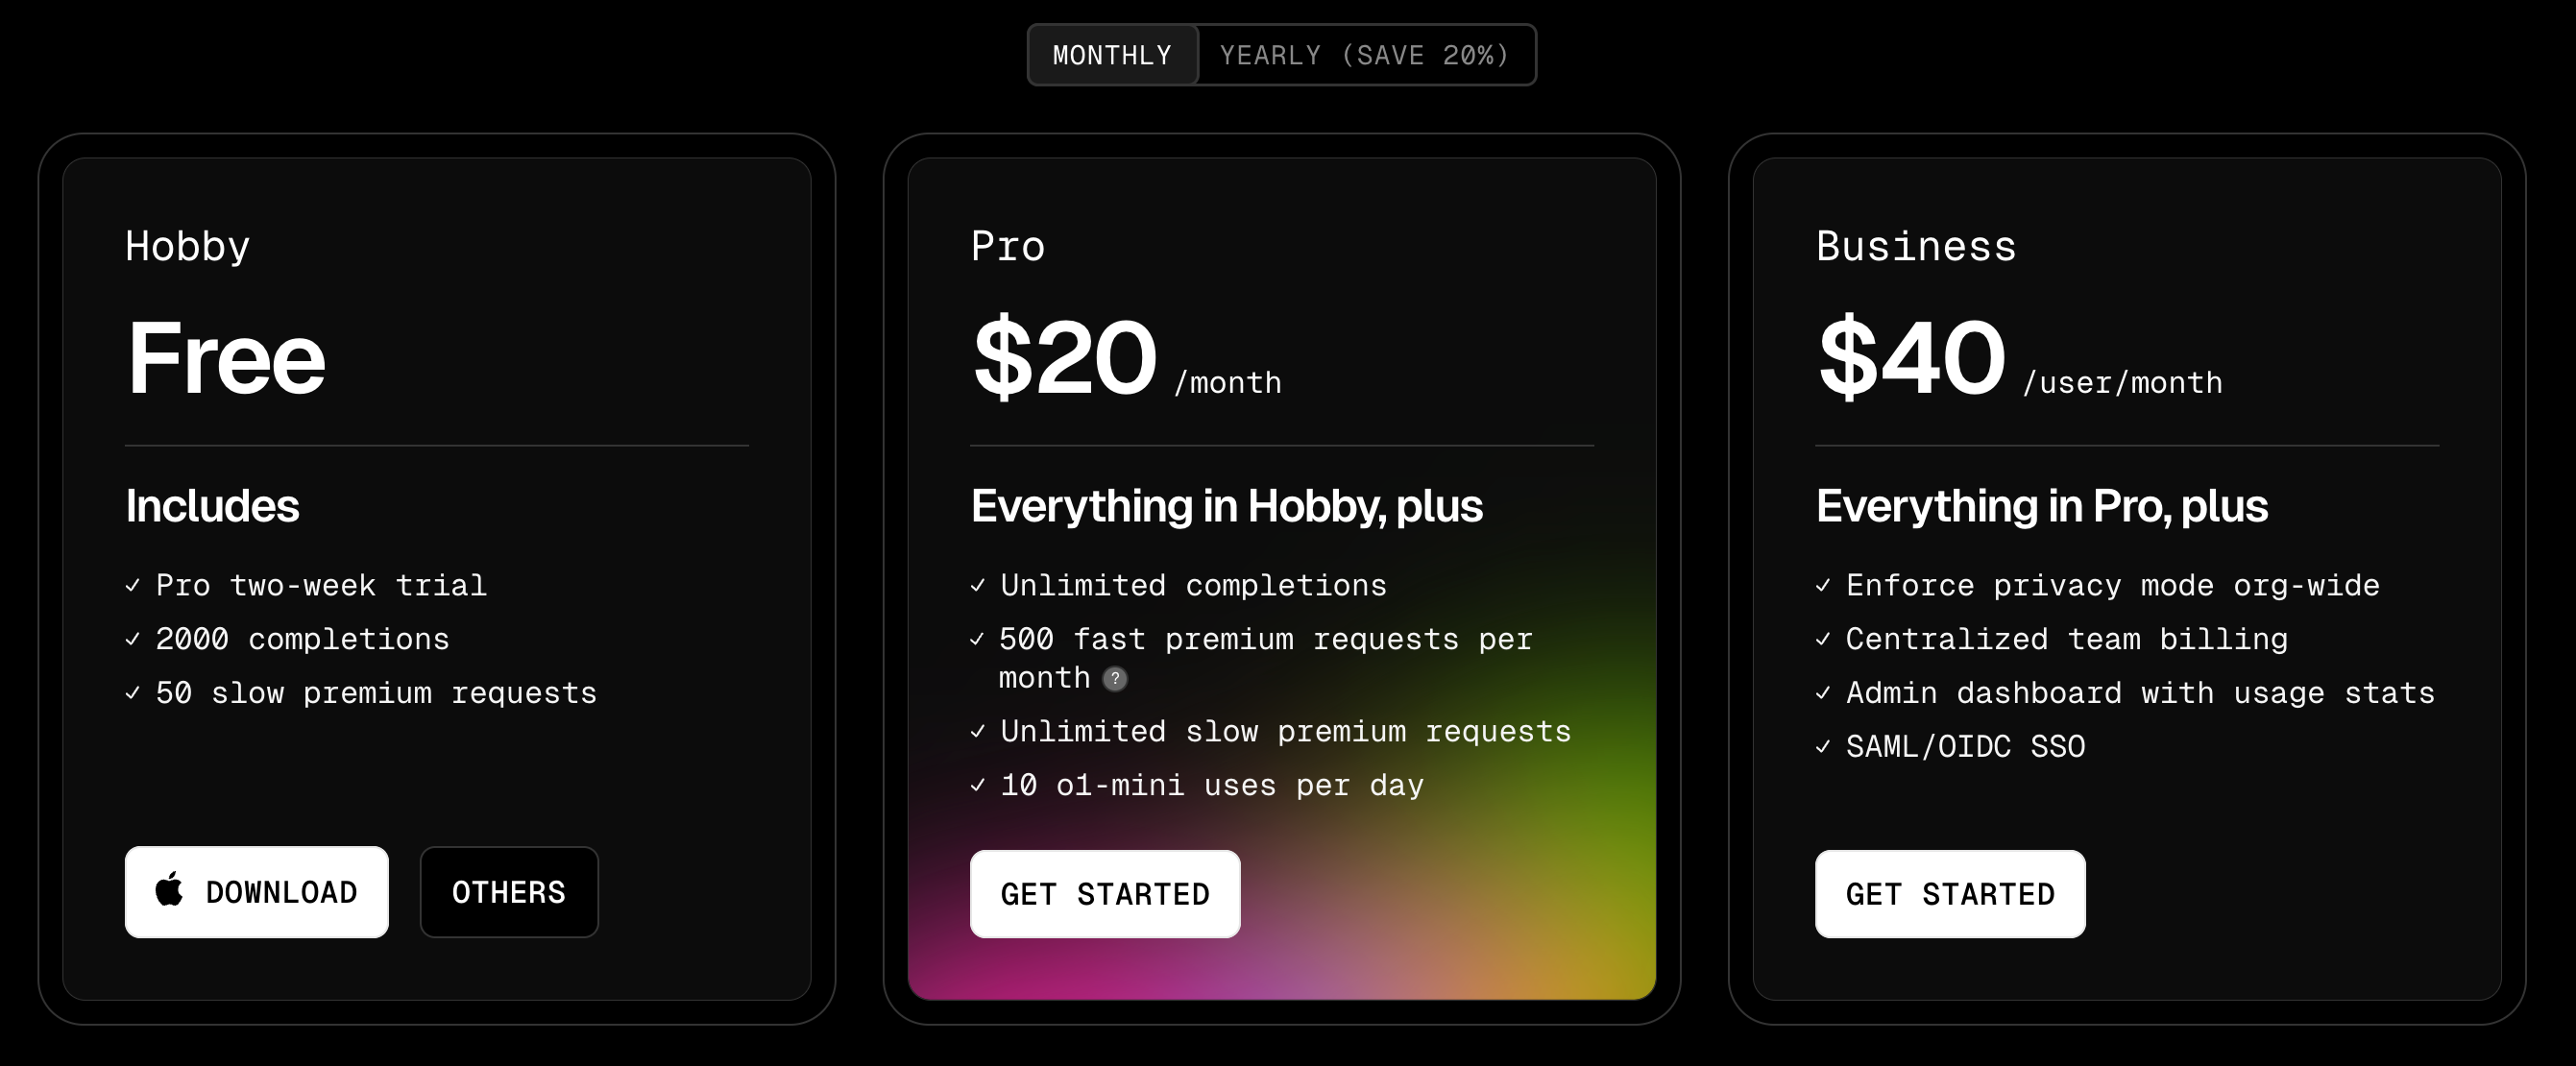 MONTHLY YEARLY (SAVE 20%)
Hobby
Free
Includes
✓ Pro two-week trial
✓ 2000 completions
✓ 50 slow premium requests
DOWNLOAD OTHERS
Pro
$20 /month
Everything in Hobby, plus
✓ Unlimited completions
✓ 500 fast premium requests per
month ?
✓ Unlimited slow premium requests
✓ 10 o1-mini uses per day
GET STARTED
Business
$40 /user/month
Everything in Pro, plus
✓ Enforce privacy mode org-wide
✓ Centralized team billing
✓ Admin dashboard with usage stats
✓ SAML/OIDC SSO
GET STARTED